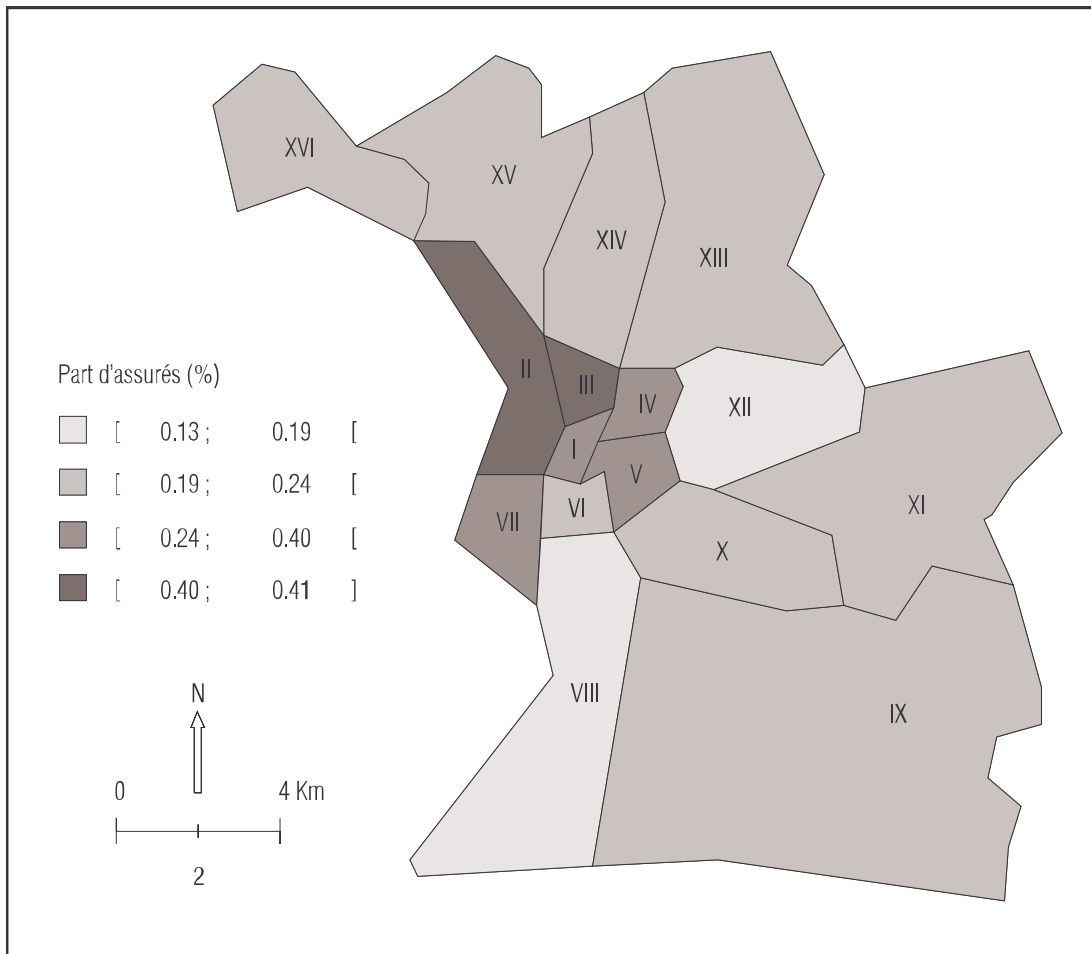 XVI
XV
XIV
XIII
II
III
IV
XII
I
V
VI
VII
X
XI
VIII
IX
Part d'assurés (%)
[ 0.13 ; 0.19 [
[ 0.19 ; 0.24 [
[ 0.24 ; 0.40 [
[ 0.40 ; 0.41 ]
N
0 4 Km
2